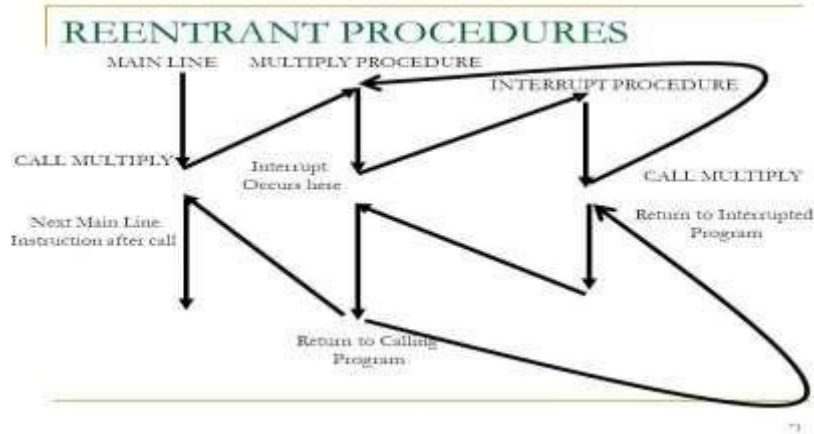 REENTRANT PROCEDURES
MAIN LINE
MULTIPLY PROCEDURE
INTERRUPT PROCEDURE
CALL MULTIPLY
Interrupt
Occurs here
CALL MULTIPLY
Next Main Line
Instruction after call
Return to Interrupted
Program
Return to Calling
Program